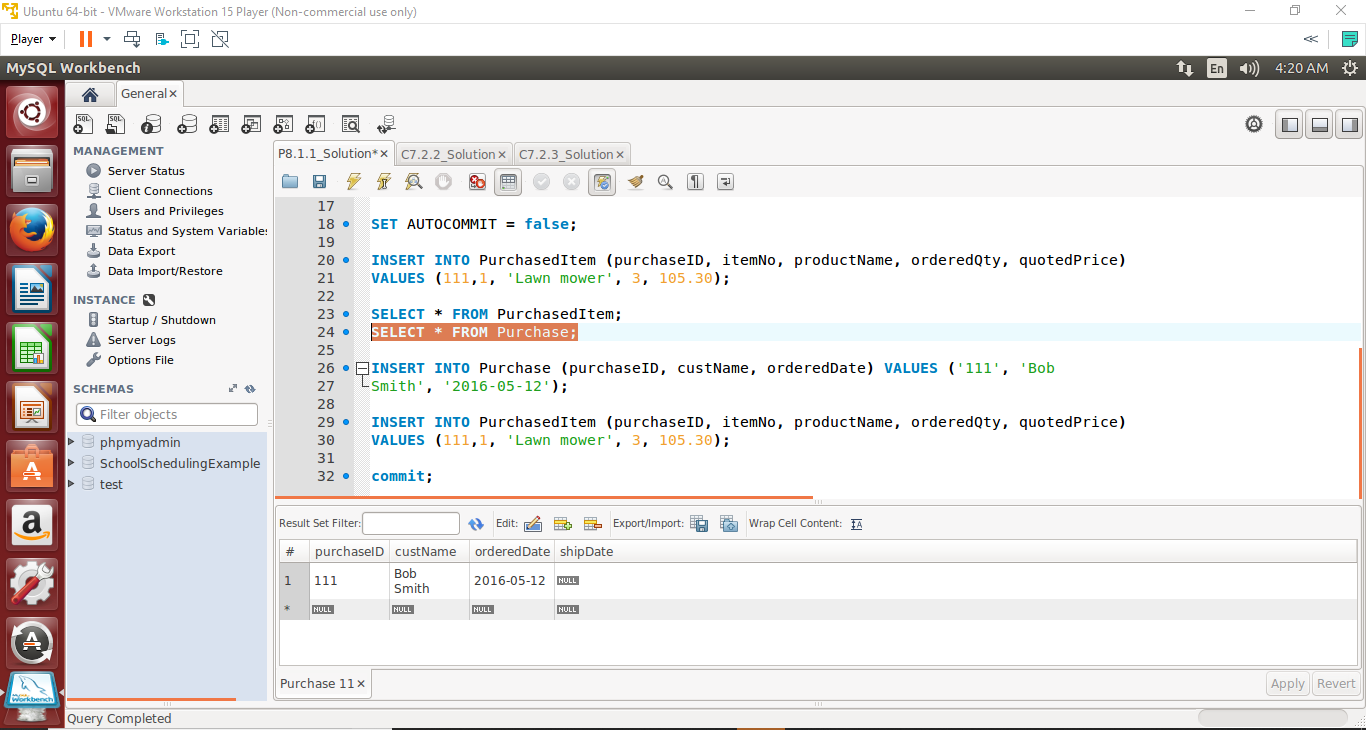 Ubuntu 64-bit - VMware Workstation 15 Player (Non-commercial use only)
Player
MySQL Workbench
En
4:20 AM
General
MANAGEMENT
Server Status
Client Connections
Users and Privileges
Status and System Variable
Data Export
Data Import/Restore
INSTANCE
Startup / Shutdown
Server Logs
Options File
SCHEMAS
Filter objects
phpmyadmin
SchoolSchedulingExample
test
P8.1.1_Solution* C7.2.2_Solution C7.2.3_Solution
17
18 SET AUTOCOMMIT = false;
19
20 INSERT INTO PurchasedItem (purchaseID, itemNo, productName, orderedQty, quotedPrice)
21 VALUES (111,1, 'Lawn mower', 3, 105.30);
22
23 SELECT * FROM PurchasedItem;
24 SELECT * FROM Purchase;
25
26 INSERT INTO Purchase (purchaseID, custName, orderedDate) VALUES ('111', 'Bob
27 Smith', '2016-05-12');
28
29 INSERT INTO PurchasedItem (purchaseID, itemNo, productName, orderedQty, quotedPrice)
30 VALUES (111,1, 'Lawn mower', 3, 105.30);
31
32 commit;
Result Set Filter: Edit: Export/Import: Wrap Cell Content:
# purchaseID custName orderedDate shipDate
1 111 Bob Smith 2016-05-12 NULL
* NULL NULL NULL NULL
Purchase 11
Apply Revert
Query Completed